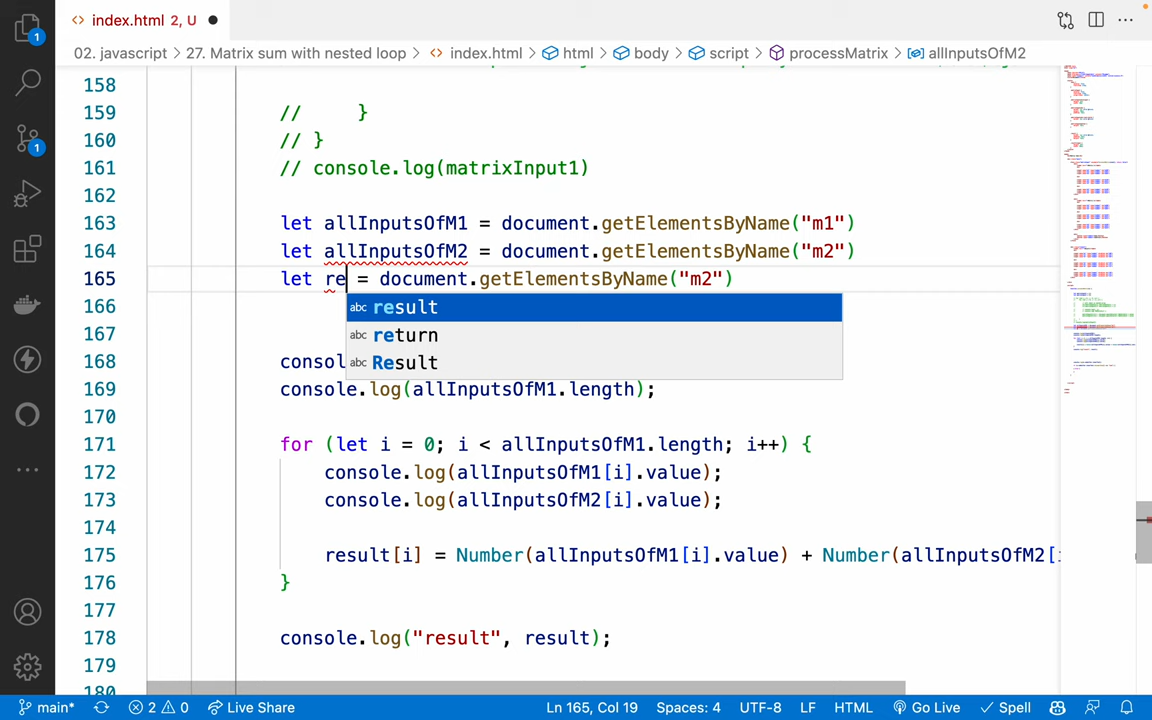 index.html 2, U
1
02. javascript > 27. Matrix sum with nested loop > index.html > html > body > script > processMatrix > allInputsOfM2
158
159 // }
160 // }
161 // console.log(matrixInput1)
162
163 let allInputsOfM1 = document.getElementsByName("m1")
164 let allInputsOfM2 = document.getElementsByName("m2")
165 let re = document.getElementsByName("m2")
166 abc result
167 abc return
168 consol abc Result
169 console.log(allInputsOfM1.length);
170
171 for (let i = 0; i < allInputsOfM1.length; i++) {
172 console.log(allInputsOfM1[i].value);
173 console.log(allInputsOfM2[i].value);
174
175 result[i] = Number(allInputsOfM1[i].value) + Number(allInputsOfM2[i
176 }
177
178 console.log("result", result);
179
180
1
main* 2 0 Live Share Ln 165, Col 19 Spaces: 4 UTF-8 LF HTML Go Live Spell